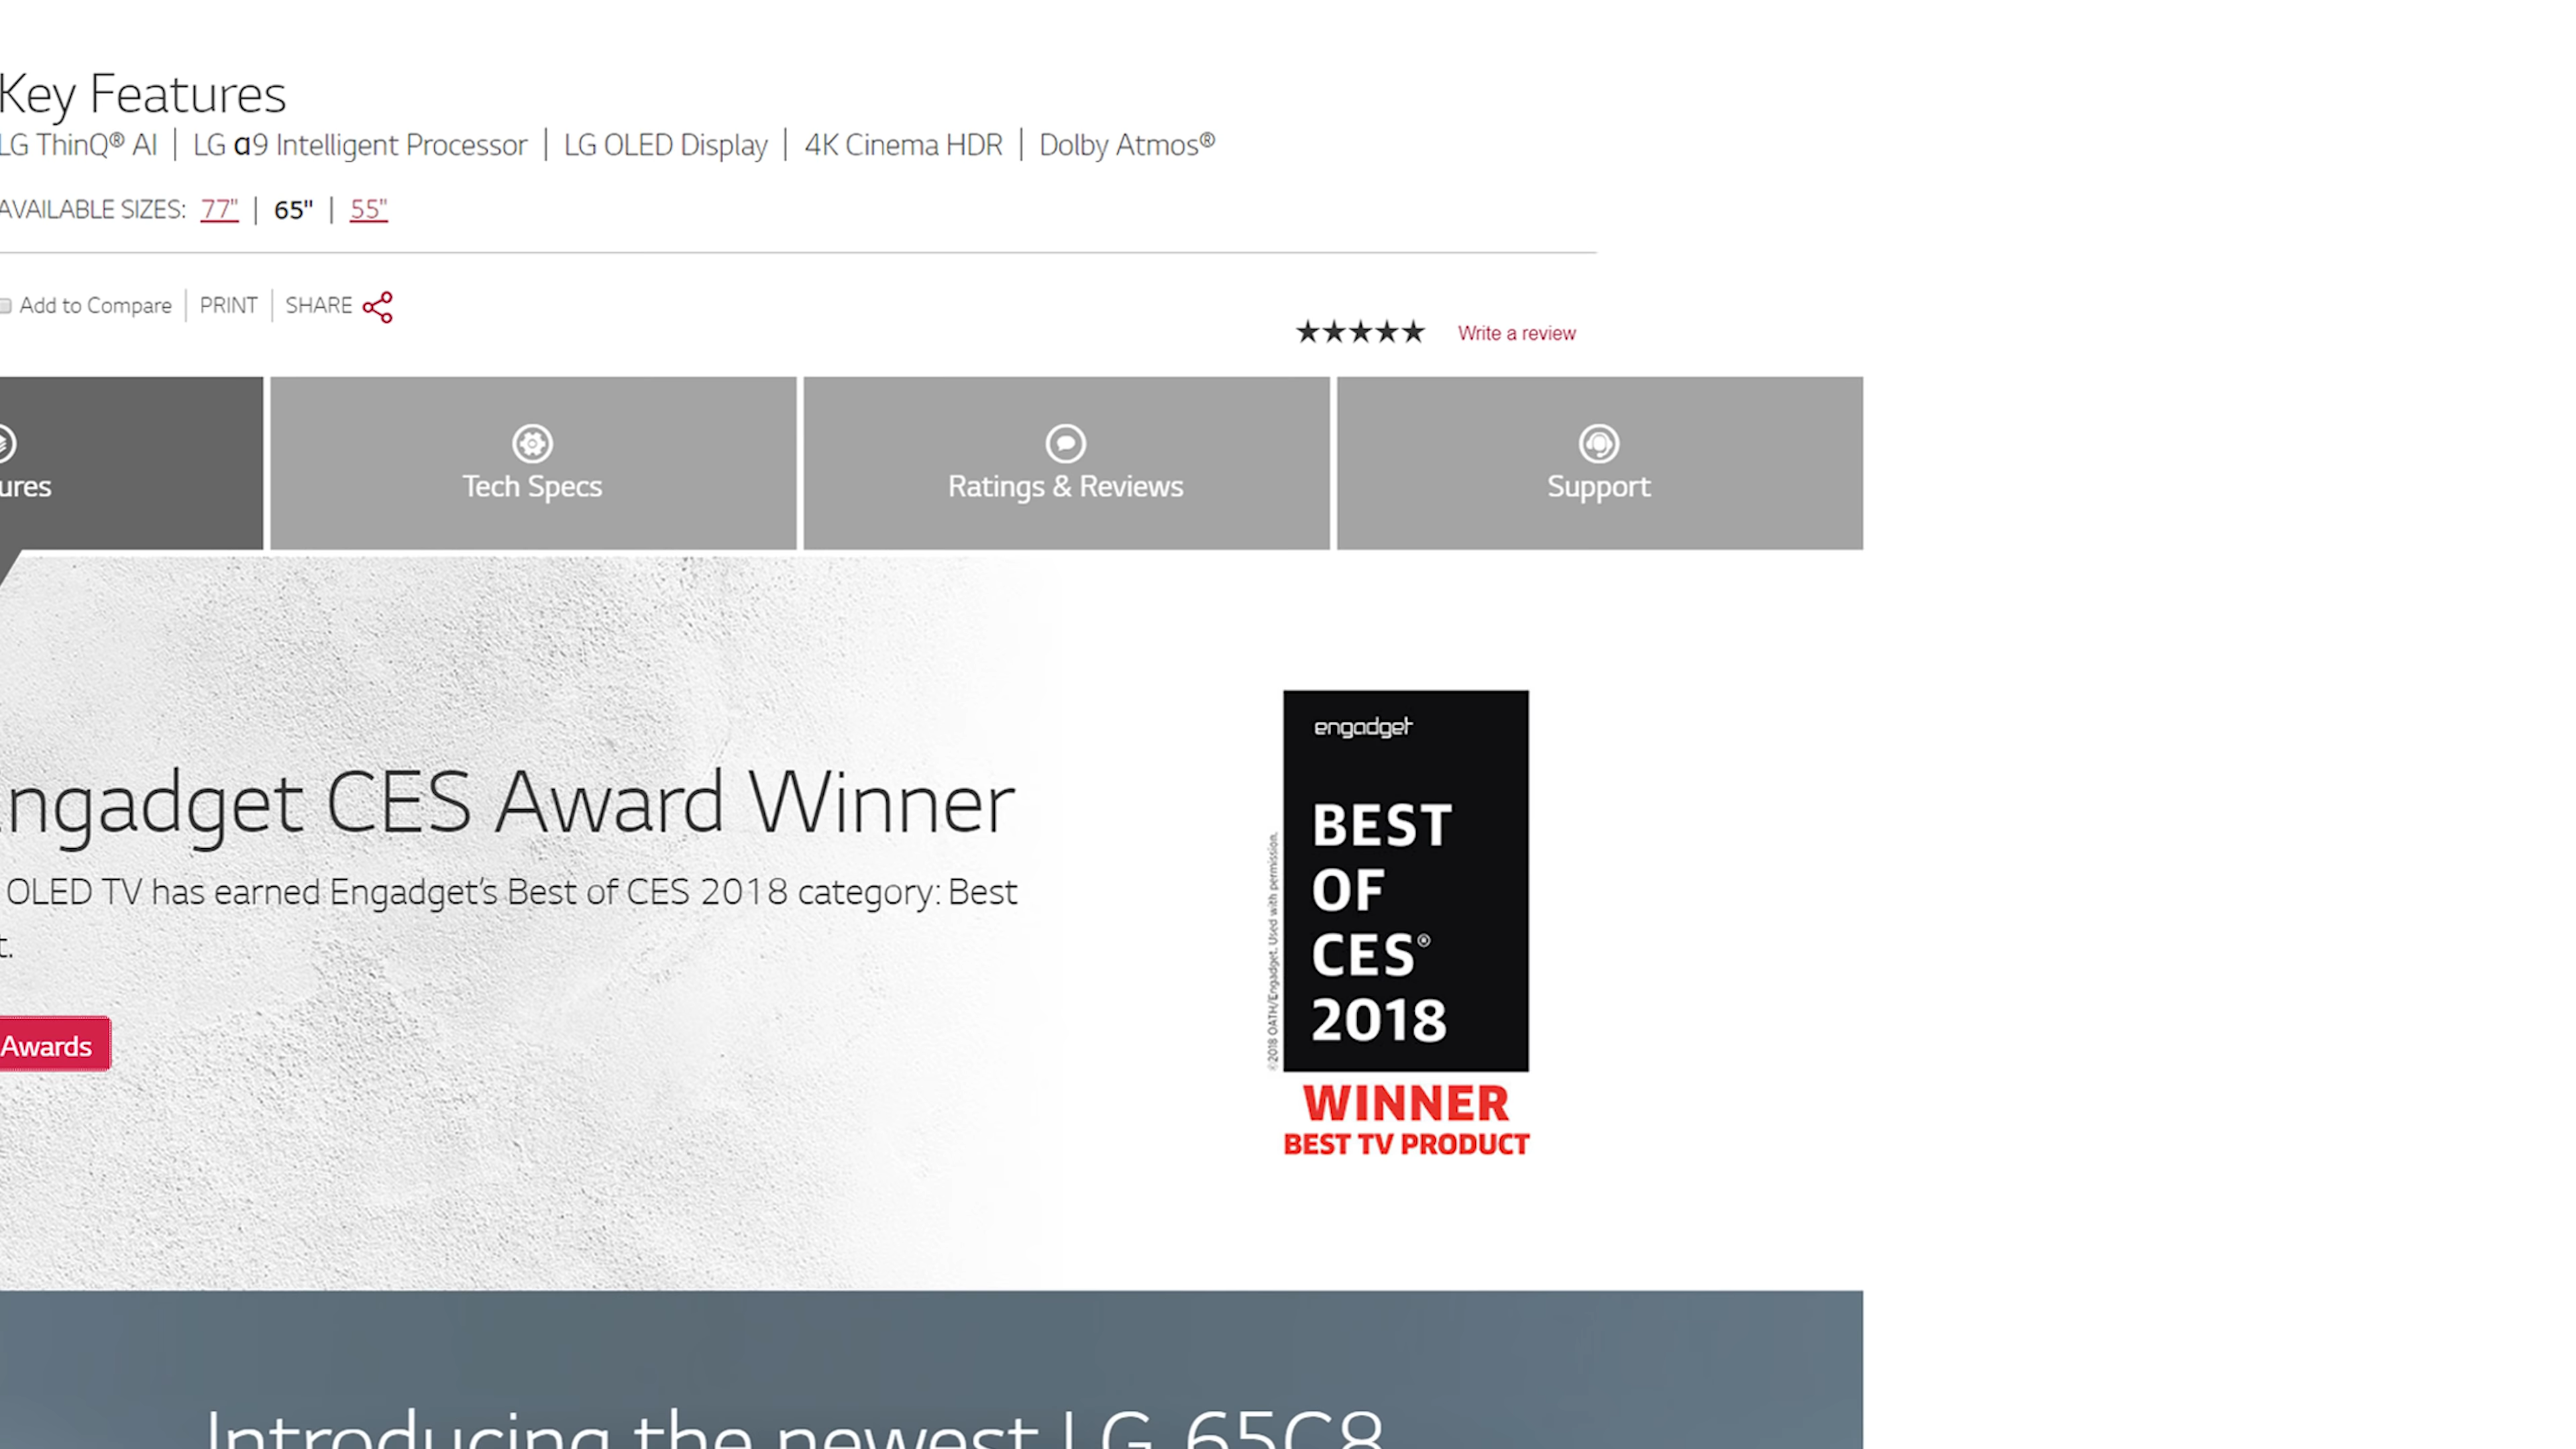 Key Features
LG ThinQ® AI | LG α9 Intelligent Processor | LG OLED Display | 4K Cinema HDR | Dolby Atmos®
AVAILABLE SIZES: 77" | 65" | 55"
Add to Compare | PRINT | SHARE
★★★★★ Write a review
ures
Tech Specs
Ratings & Reviews
Support
ngadget CES Award Winner
OLED TV has earned Engadget's Best of CES 2018 category: Best
t.
Awards
engadget
BEST
OF
CES®
2018
©2018 OATH/Engadget. Used with permission.
WINNER
BEST TV PRODUCT
Introducing the newest LG 65C8